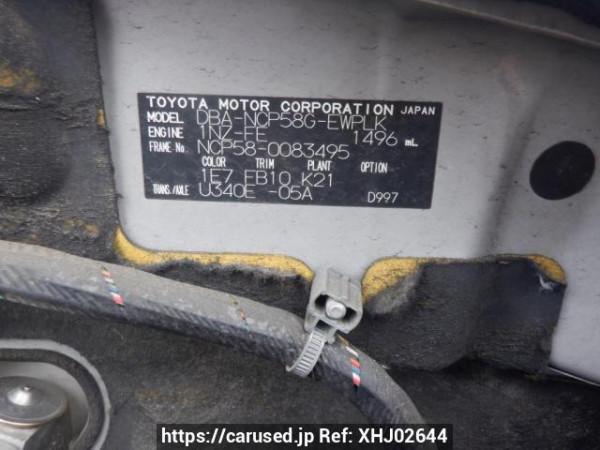 TOYOTA MOTOR CORPORATION JAPAN
MODEL DBA-NCP58G-EWPLK
ENGINE 1NZ-FE 1496 mL
FRAME No. NCP58-0083495
COLOR TRIM PLANT OPTION
1E7 FB10 K21
TRANS./AXLE U340E -05A D997
https://carused.jp Ref: XHJ02644